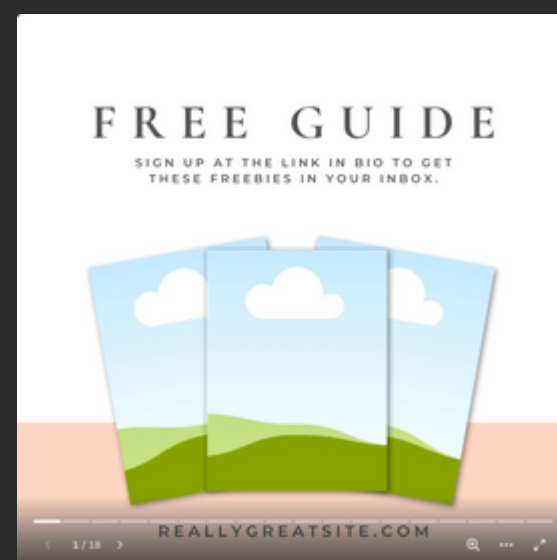 FREE GUIDE
SIGN UP AT THE LINK IN BIO TO GET
THESE FREEBIES IN YOUR INBOX.
REALLYGREATSITE.COM
1/18